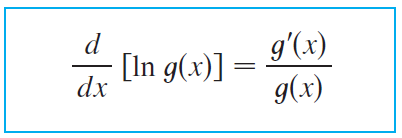 d/dx [ln g(x)] = g′(x)/g(x)